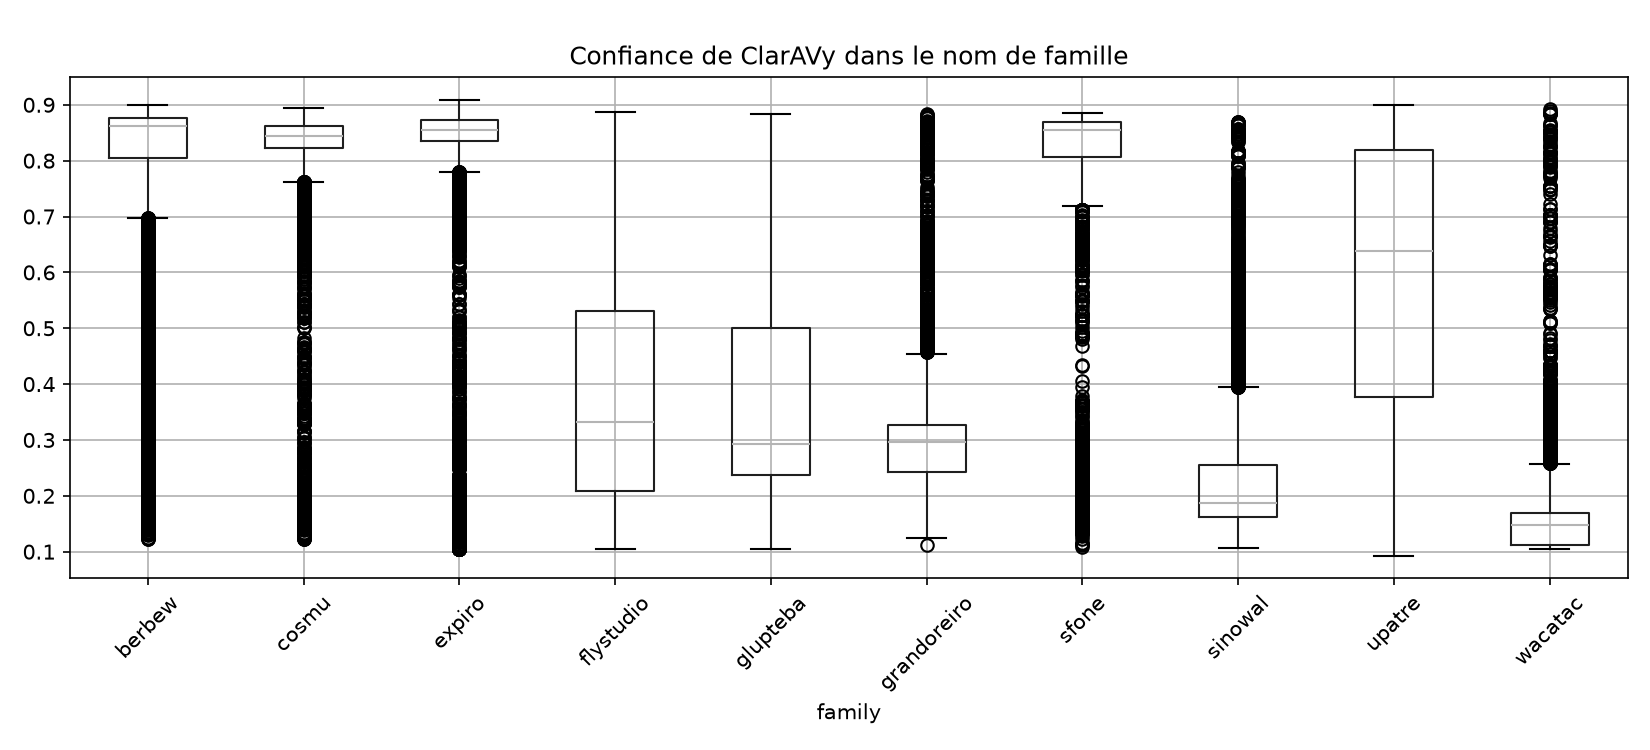 Confiance de ClarAVy dans le nom de famille
0.9
0.8
0.7
0.6
0.5
0.4
0.3
0.2
0.1
berbew
cosmu
expiro
flystudio
glupteba
grandoreiro
sfone
sinowal
upatre
wacatac
family